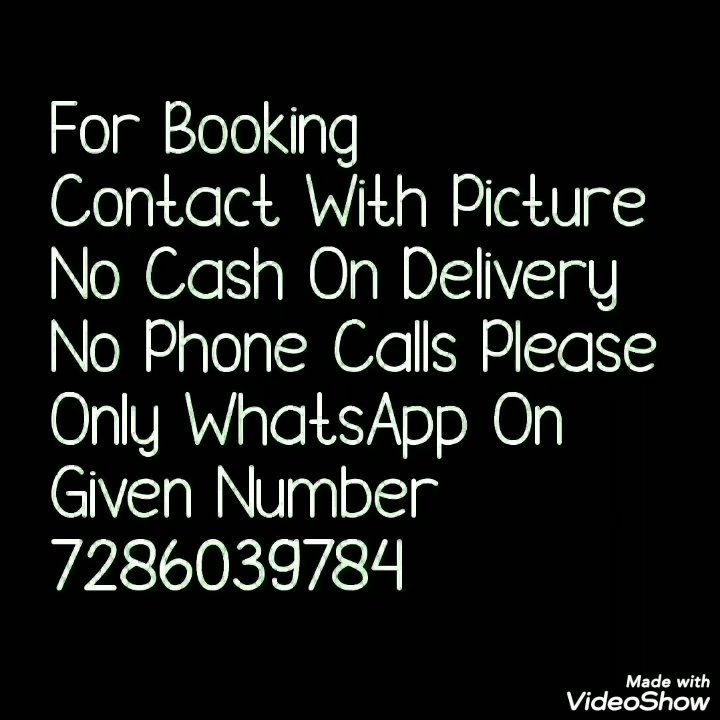 For Booking
Contact With Picture
No Cash On Delivery
No Phone Calls Please
Only WhatsApp On
Given Number
7286039784
Made with
VideoShow